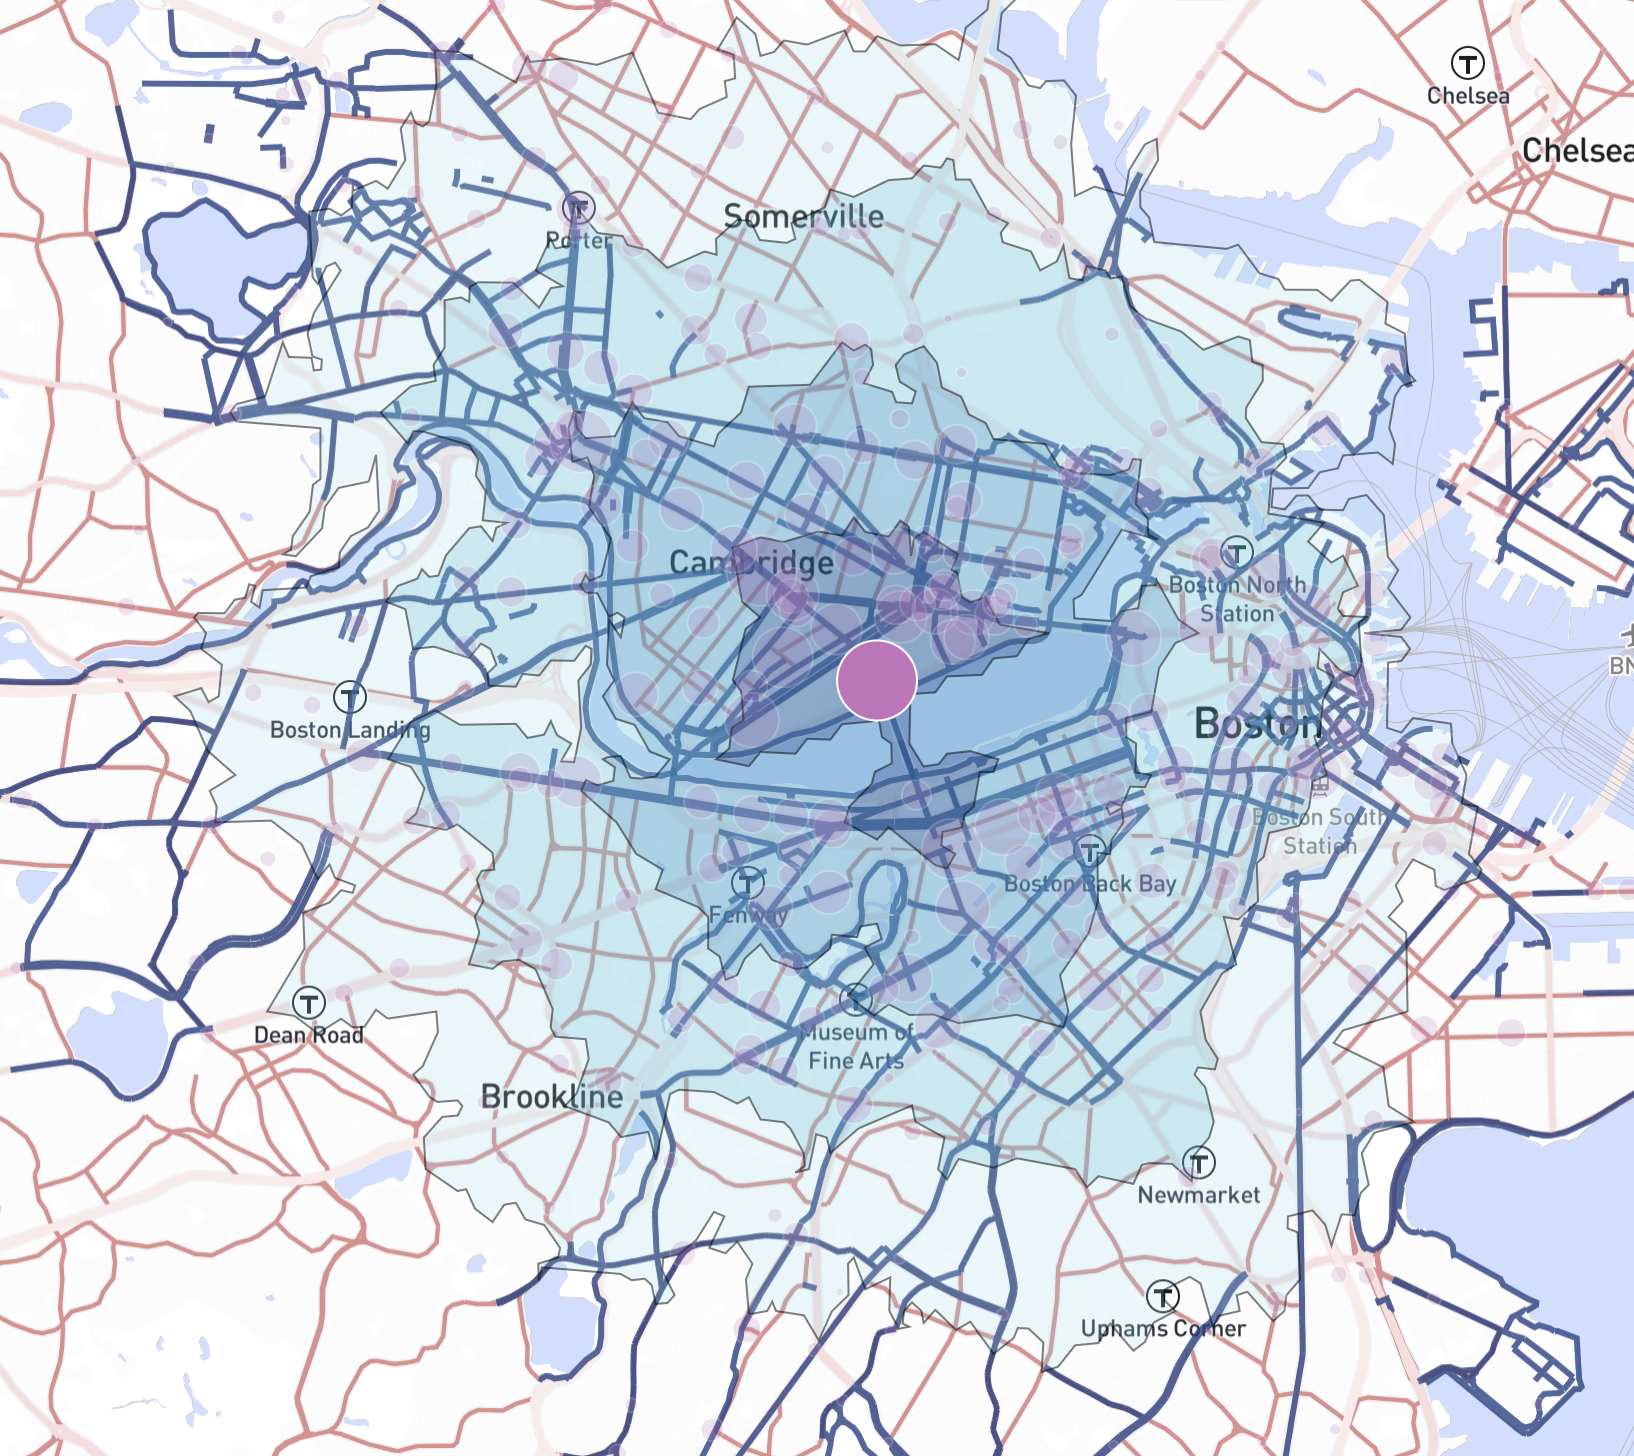 T
Chelsea
Chelsea
T
Porter
Somerville
T
Cambridge
Boston North
Station
BN
T
Boston Landing
Boston
Boston South
Station
T
Boston Back Bay
T
Fenway
T
Dean Road
Museum of
Fine Arts
Brookline
T
Newmarket
T
Uphams Corner